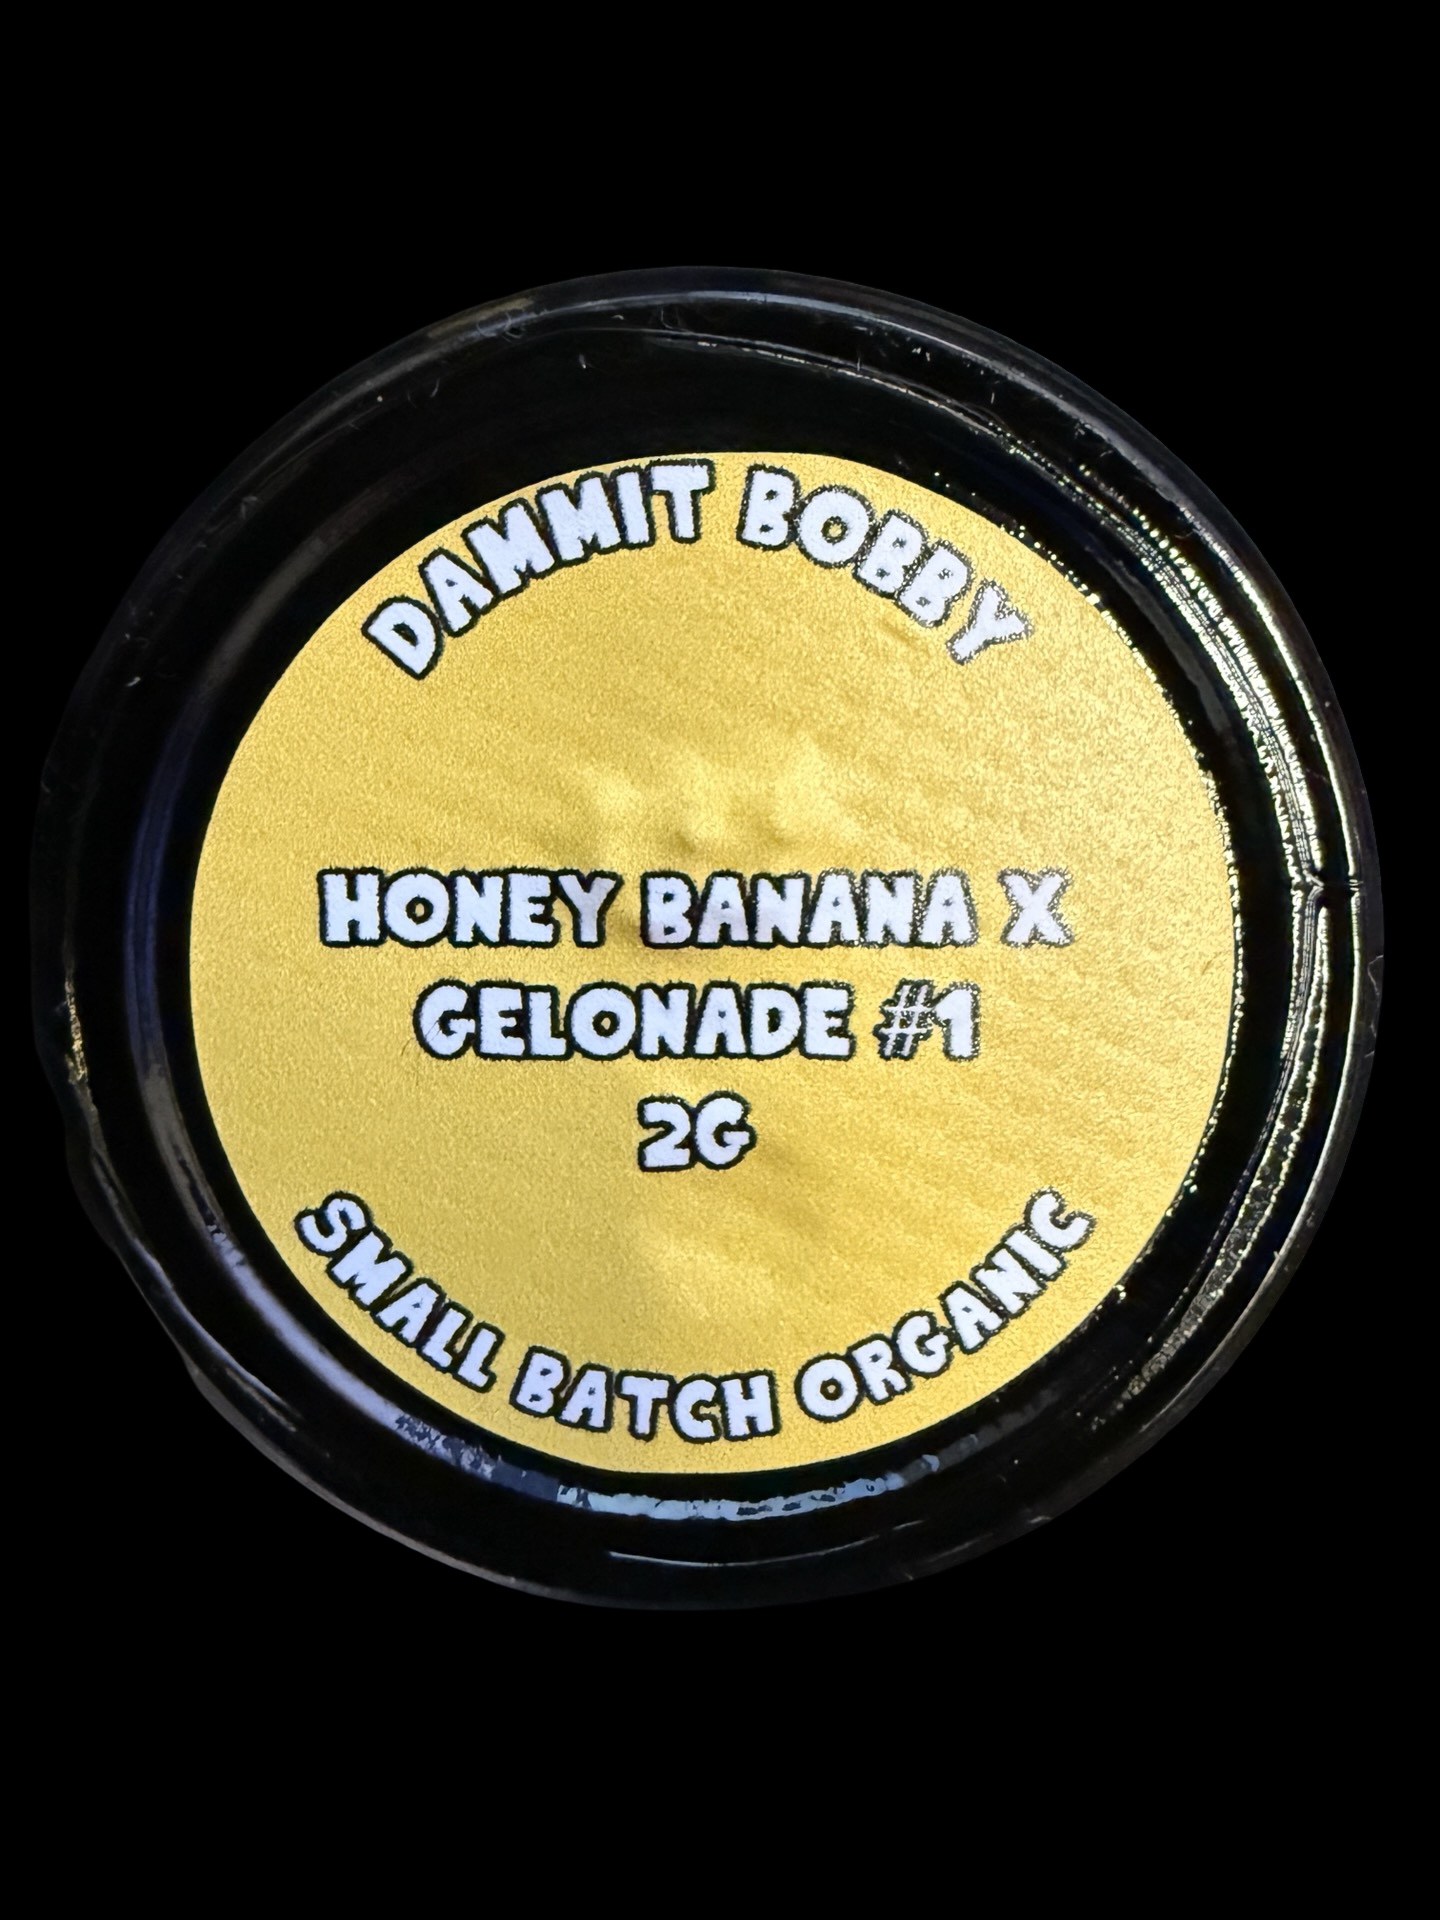 DAMMIT BOBBY
HONEY BANANA X
GELONADE #1
2G
SMALL BATCH ORGANIC